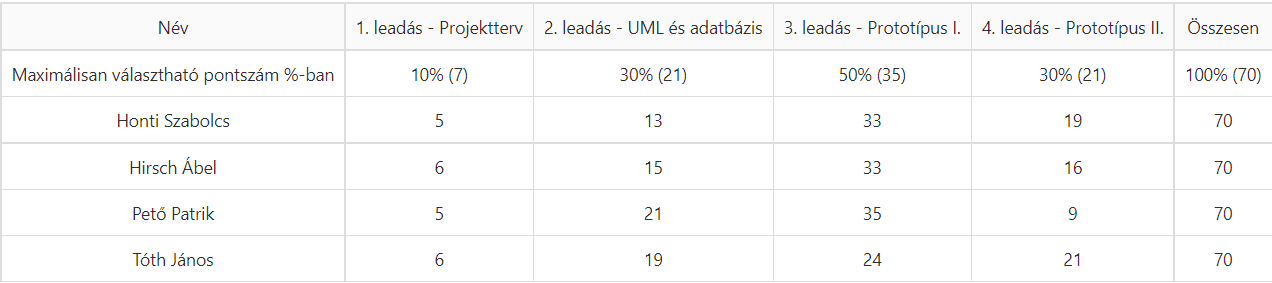 Név 1. leadás - Projektterv 2. leadás - UML és adatbázis 3. leadás - Prototípus I. 4. leadás - Prototípus II. Összesen
Maximálisan választható pontszám %-ban 10% (7) 30% (21) 50% (35) 30% (21) 100% (70)
Honti Szabolcs 5 13 33 19 70
Hirsch Ábel 6 15 33 16 70
Pető Patrik 5 21 35 9 70
Tóth János 6 19 24 21 70